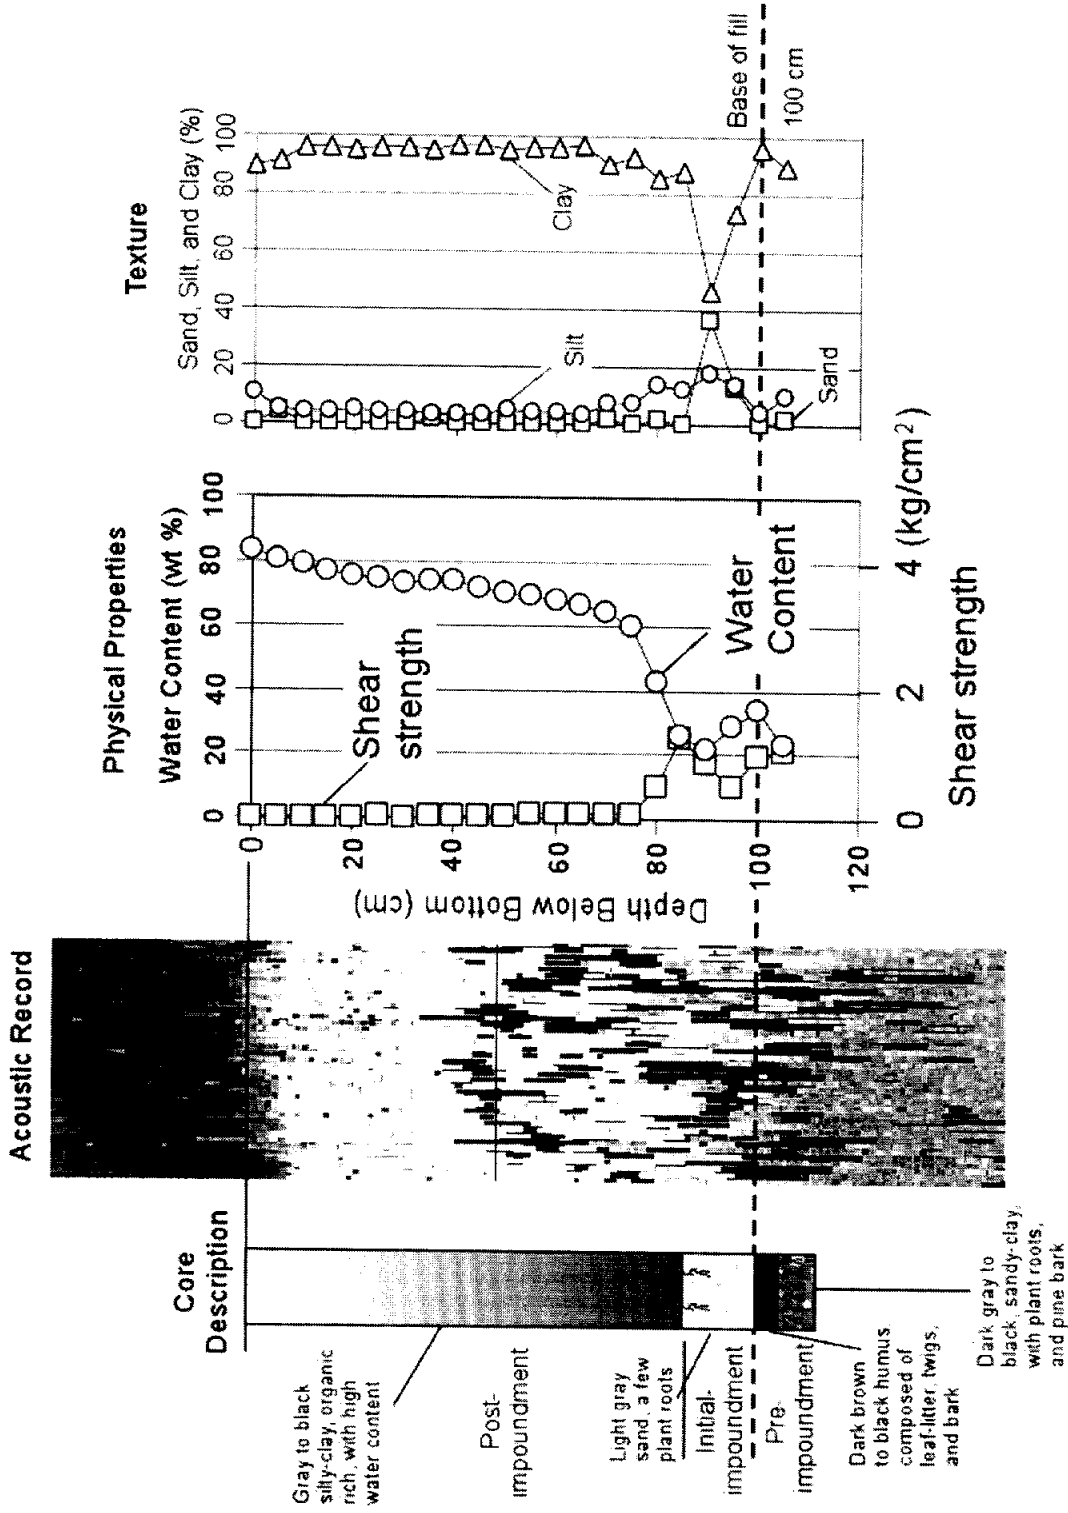 Acoustic Record
Core
Description
Physical Properties
Water Content (wt %)
0
20
40
60
80
100
Texture
Sand, Silt, and Clay (%)
0
20
40
60
80
100
Depth Below Bottom (cm)
0
20
40
60
80
100
120
Shear
strength
Water
Content
0
2
4 (kg/cm²)
Shear strength
Clay
Silt
Sand
Base of fill
100 cm
Gray to black
silty-clay, organic
rich, with high
water content
Post-
impoundment
Light gray
sand, a few
plant roots
Initial-
impoundment
Pre-
impoundment
Dark brown
to black humus
composed of
leaf-litter, twigs,
and bark
Dark gray to
black, sandy-clay,
with plant roots,
and pine bark